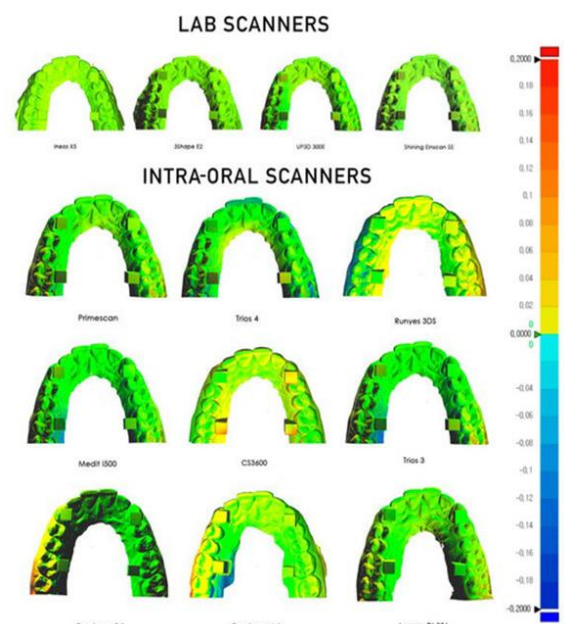 LAB SCANNERS
Ineos X5
3Shape E2
UP3D 300E
Shining Einscan SE
INTRA-ORAL SCANNERS
Primescan
Trios 4
Runyes 3DS
Medit i500
CS3600
Trios 3
0,2000
0,18
0,16
0,14
0,12
0,1
0,08
0,06
0,04
0,02
0
0,0000
0
-0,04
-0,06
-0,08
-0,1
-0,12
-0,14
-0,16
-0,18
-0,2000